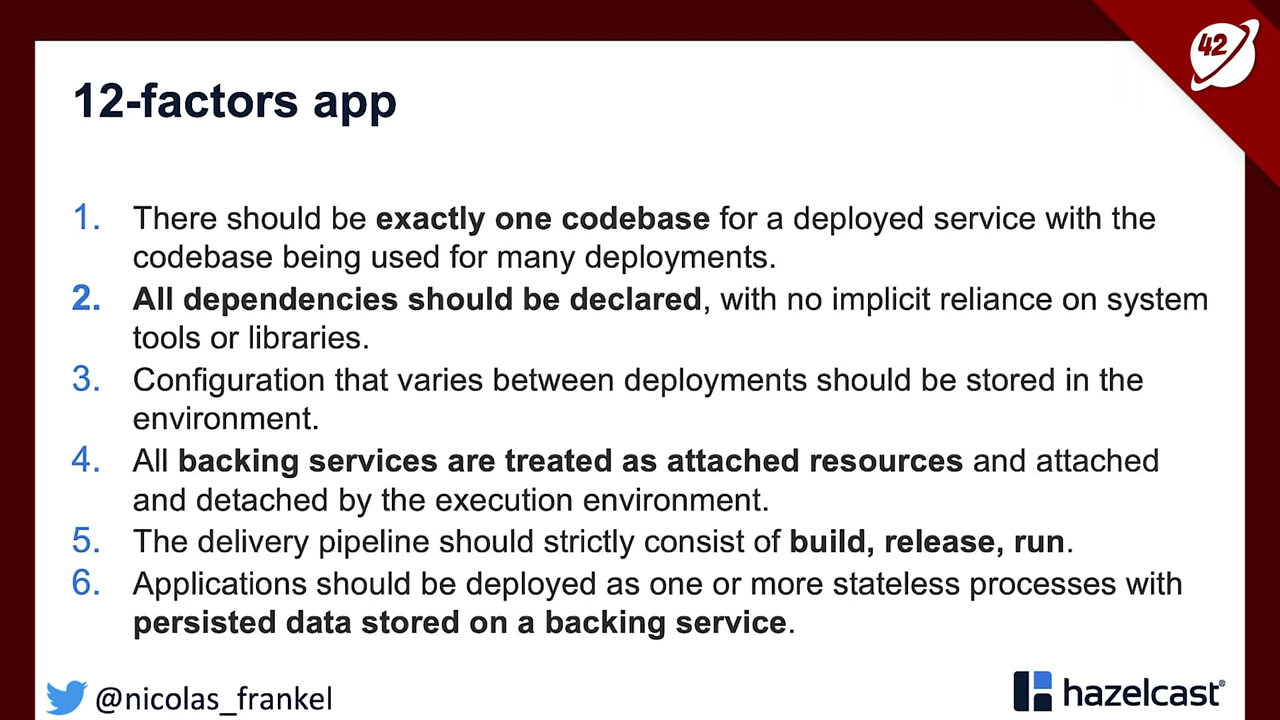 42
12-factors app
1. There should be exactly one codebase for a deployed service with the
codebase being used for many deployments.
2. All dependencies should be declared, with no implicit reliance on system
tools or libraries.
3. Configuration that varies between deployments should be stored in the
environment.
4. All backing services are treated as attached resources and attached
and detached by the execution environment.
5. The delivery pipeline should strictly consist of build, release, run.
6. Applications should be deployed as one or more stateless processes with
persisted data stored on a backing service.
@nicolas_frankel
hazelcast®